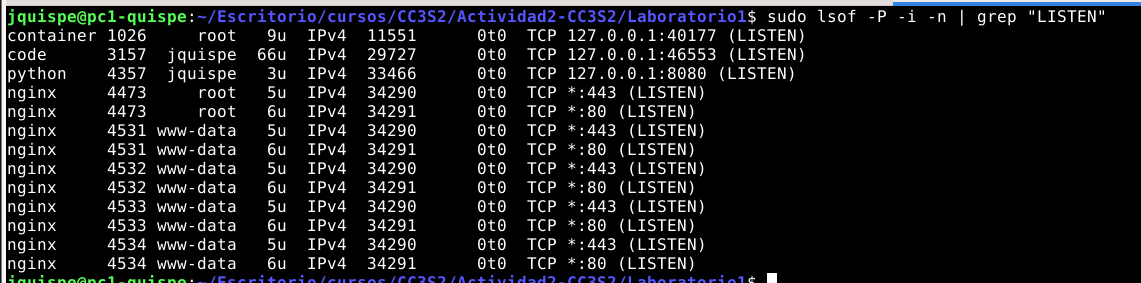 jquispe@pc1-quispe:~/Escritorio/cursos/CC3S2/Actividad2-CC3S2/Laboratorio1$ sudo lsof -P -i -n | grep "LISTEN"
container 1026     root   9u  IPv4  11551      0t0  TCP 127.0.0.1:40177 (LISTEN)
code      3157  jquispe  66u  IPv4  29727      0t0  TCP 127.0.0.1:46553 (LISTEN)
python    4357  jquispe   3u  IPv4  33466      0t0  TCP 127.0.0.1:8080 (LISTEN)
nginx     4473     root   5u  IPv4  34290      0t0  TCP *:443 (LISTEN)
nginx     4473     root   6u  IPv4  34291      0t0  TCP *:80 (LISTEN)
nginx     4531 www-data   5u  IPv4  34290      0t0  TCP *:443 (LISTEN)
nginx     4531 www-data   6u  IPv4  34291      0t0  TCP *:80 (LISTEN)
nginx     4532 www-data   5u  IPv4  34290      0t0  TCP *:443 (LISTEN)
nginx     4532 www-data   6u  IPv4  34291      0t0  TCP *:80 (LISTEN)
nginx     4533 www-data   5u  IPv4  34290      0t0  TCP *:443 (LISTEN)
nginx     4533 www-data   6u  IPv4  34291      0t0  TCP *:80 (LISTEN)
nginx     4534 www-data   5u  IPv4  34290      0t0  TCP *:443 (LISTEN)
nginx     4534 www-data   6u  IPv4  34291      0t0  TCP *:80 (LISTEN)
jquispe@pc1-quispe:~/Escritorio/cursos/CC3S2/Actividad2-CC3S2/Laboratorio1$